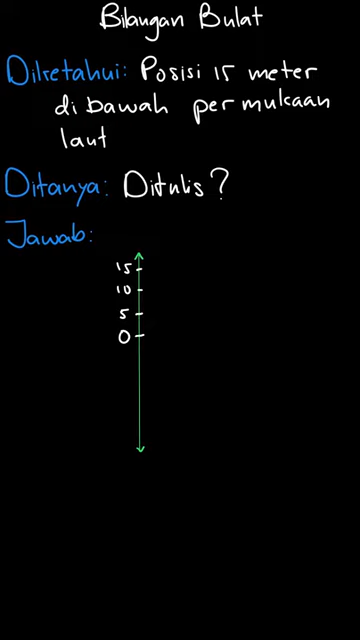 Bilangan Bulat
Diketahui: Posisi 15 meter
di bawah permukaan
laut
Ditanya: Ditulis?
Jawab:
15
10
5
0